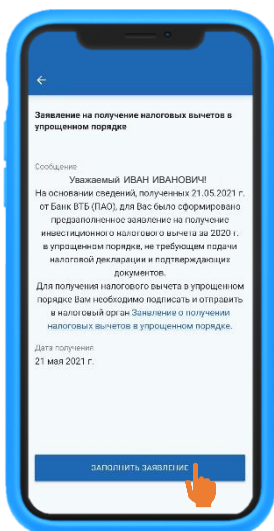 Заявление на получение налоговых вычетов в
упрощенном порядке
Сообщение
Уважаемый ИВАН ИВАНОВИЧ!
На основании сведений, полученных 21.05.2021 г.
от Банк ВТБ (ПАО), для Вас было сформировано
предзаполненное заявление на получение
инвестиционного налогового вычета за 2020 г.
в упрощенном порядке, не требующем подачи
налоговой декларации и подтверждающих
документов.
Для получения налогового вычета в упрощенном
порядке Вам необходимо подписать и отправить
в налоговый орган Заявление о получении
налоговых вычетов в упрощенном порядке.
Дата получения
21 мая 2021 г.
ЗАПОЛНИТЬ ЗАЯВЛЕНИЕ